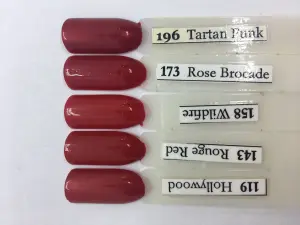 196 Tartan Punk
173 Rose Brocade
158 Wildfire
143 Rouge Red
119 Hollywood